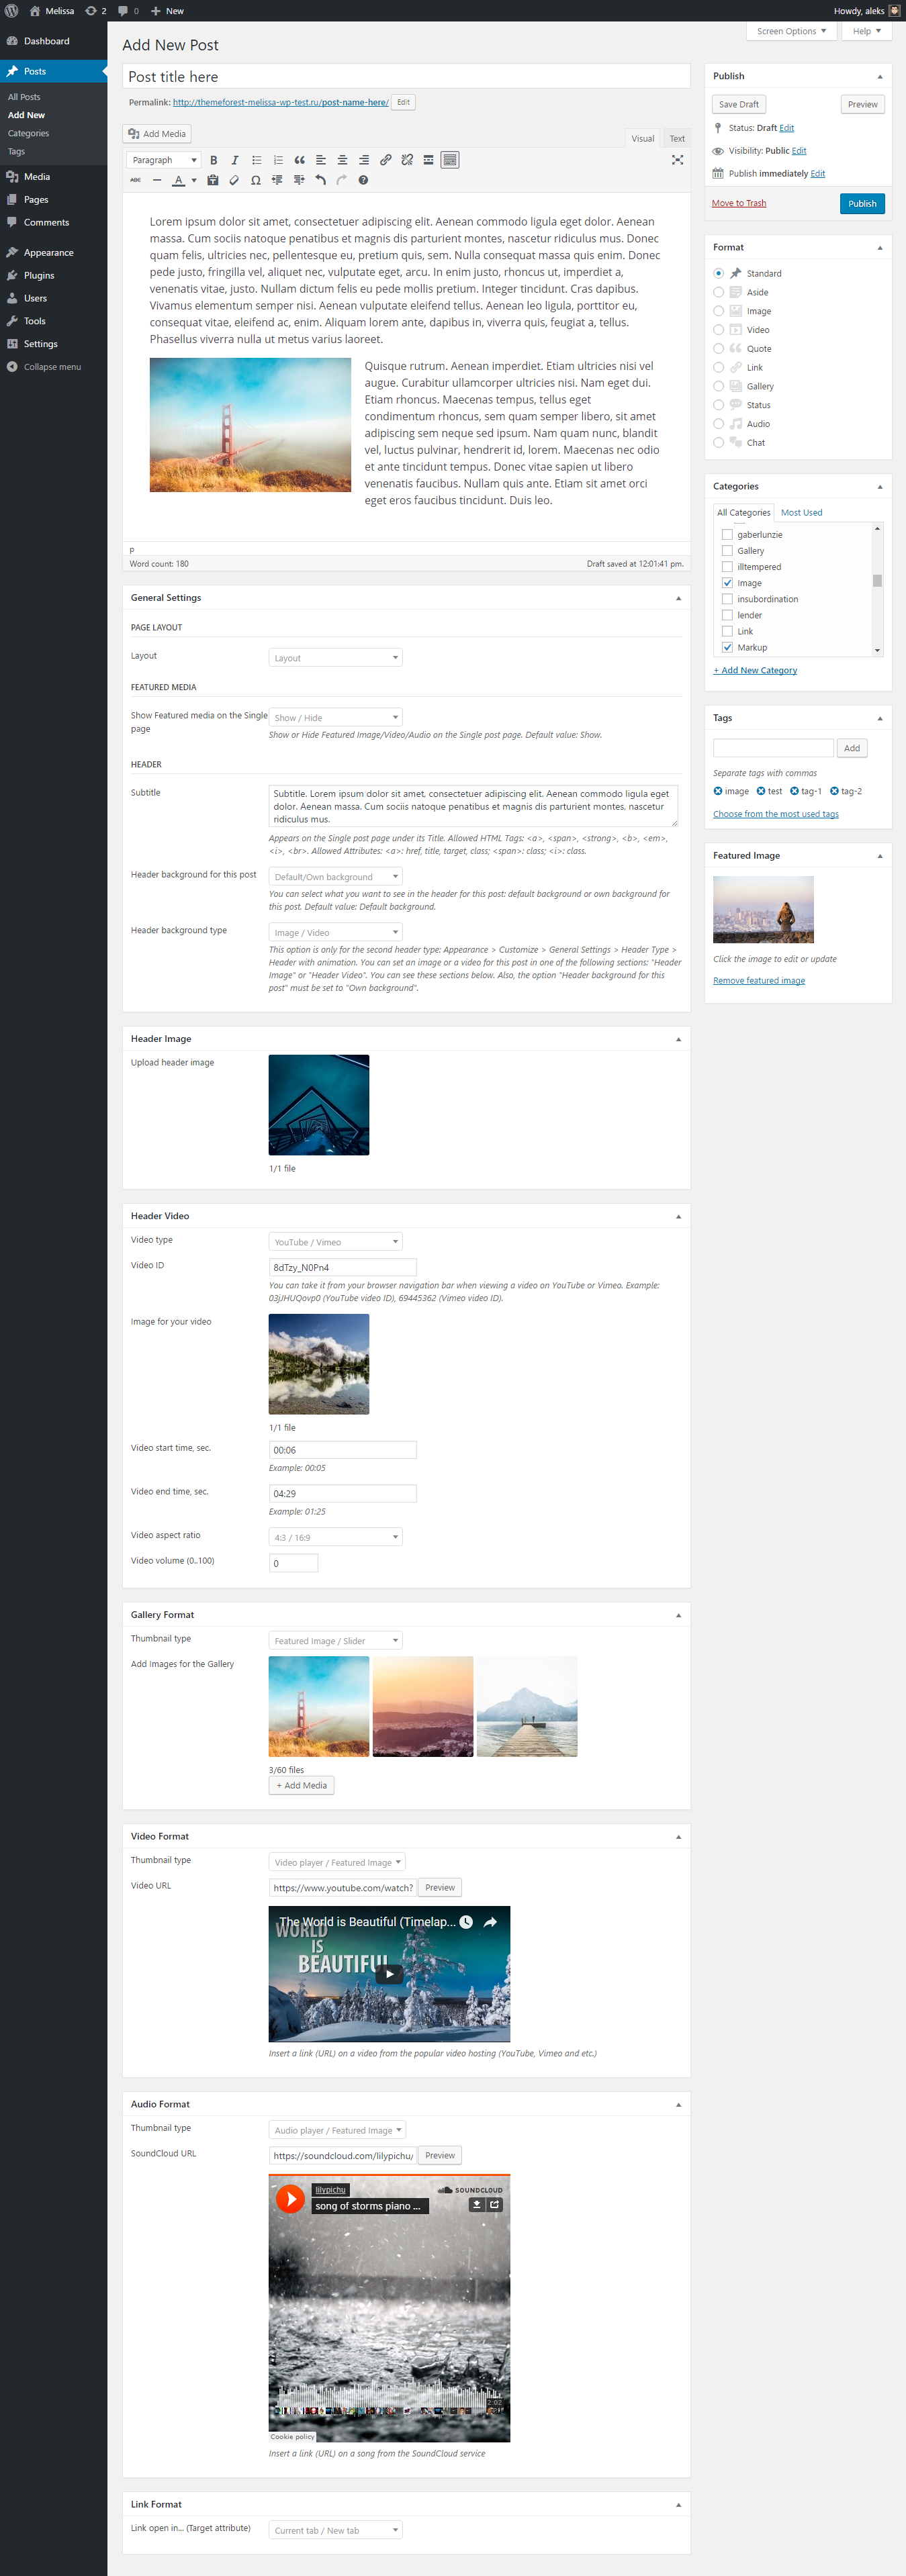 Melissa 2 0 New Howdy, aleks
Dashboard
Posts
All Posts
Add New
Categories
Tags
Media
Pages
Comments
Appearance
Plugins
Users
Tools
Settings
Collapse menu
Screen Options Help
Add New Post
Post title here
Permalink: http://themeforest-melissa-wp-test.ru/post-name-here/ Edit
Add Media
Visual Text
Paragraph
ABC
Lorem ipsum dolor sit amet, consectetuer adipiscing elit. Aenean commodo ligula eget dolor. Aenean
massa. Cum sociis natoque penatibus et magnis dis parturient montes, nascetur ridiculus mus. Donec
quam felis, ultricies nec, pellentesque eu, pretium quis, sem. Nulla consequat massa quis enim. Donec
pede justo, fringilla vel, aliquet nec, vulputate eget, arcu. In enim justo, rhoncus ut, imperdiet a,
venenatis vitae, justo. Nullam dictum felis eu pede mollis pretium. Integer tincidunt. Cras dapibus.
Vivamus elementum semper nisi. Aenean vulputate eleifend tellus. Aenean leo ligula, porttitor eu,
consequat vitae, eleifend ac, enim. Aliquam lorem ante, dapibus in, viverra quis, feugiat a, tellus.
Phasellus viverra nulla ut metus varius laoreet.
Quisque rutrum. Aenean imperdiet. Etiam ultricies nisi vel
augue. Curabitur ullamcorper ultricies nisi. Nam eget dui.
Etiam rhoncus. Maecenas tempus, tellus eget
condimentum rhoncus, sem quam semper libero, sit amet
adipiscing sem neque sed ipsum. Nam quam nunc, blandit
vel, luctus pulvinar, hendrerit id, lorem. Maecenas nec odio
et ante tincidunt tempus. Donec vitae sapien ut libero
venenatis faucibus. Nullam quis ante. Etiam sit amet orci
eget eros faucibus tincidunt. Duis leo.
p
Word count: 180 Draft saved at 12:01:41 pm.
General Settings
PAGE LAYOUT
Layout Layout
FEATURED MEDIA
Show Featured media on the Single
page
Show / Hide
Show or Hide Featured Image/Video/Audio on the Single post page. Default value: Show.
HEADER
Subtitle
Subtitle. Lorem ipsum dolor sit amet, consectetuer adipiscing elit. Aenean commodo ligula eget
dolor. Aenean massa. Cum sociis natoque penatibus et magnis dis parturient montes, nascetur
ridiculus mus.
Appears on the Single post page under its Title. Allowed HTML Tags: <a>, <span>, <strong>, <b>, <em>,
<i>, <br>. Allowed Attributes: <a>: href, title, target, class; <span>: class; <i>: class.
Header background for this post Default/Own background
You can select what you want to see in the header for this post: default background or own background for
this post. Default value: Default background.
Header background type Image / Video
This option is only for the second header type: Appearance > Customize > General Settings > Header Type >
Header with animation. You can set an image or a video for this post in one of the following sections: "Header
Image" or "Header Video". You can see these sections below. Also, the option "Header background for this
post" must be set to "Own background".
Header Image
Upload header image
1/1 file
Header Video
Video type YouTube / Vimeo
Video ID 8dTzy_N0Pn4
You can take it from your browser navigation bar when viewing a video on YouTube or Vimeo. Example:
03jJHUQovp0 (YouTube video ID), 69445362 (Vimeo video ID).
Image for your video
1/1 file
Video start time, sec. 00:06
Example: 00:05
Video end time, sec. 04:29
Example: 01:25
Video aspect ratio 4:3 / 16:9
Video volume (0..100) 0
Gallery Format
Thumbnail type Featured Image / Slider
Add Images for the Gallery
3/60 files
+ Add Media
Video Format
Thumbnail type Video player / Featured Image
Video URL https://www.youtube.com/watch? Preview
The World is Beautiful (Timelap...
WORLD
IS
BEAUTIFUL
Insert a link (URL) on a video from the popular video hosting (YouTube, Vimeo and etc.)
Audio Format
Thumbnail type Audio player / Featured Image
SoundCloud URL https://soundcloud.com/lilypichu/ Preview
lilypichu SOUNDCLOUD
song of storms piano ...
2:02
Cookie policy
Insert a link (URL) on a song from the SoundCloud service
Link Format
Link open in... (Target attribute) Current tab / New tab
Publish
Save Draft Preview
Status: Draft Edit
Visibility: Public Edit
Publish immediately Edit
Move to Trash Publish
Format
Standard
Aside
Image
Video
Quote
Link
Gallery
Status
Audio
Chat
Categories
All Categories Most Used
gaberlunzie
Gallery
illtempered
Image
insubordination
lender
Link
Markup
+ Add New Category
Tags
Add
Separate tags with commas
image test tag-1 tag-2
Choose from the most used tags
Featured Image
Click the image to edit or update
Remove featured image